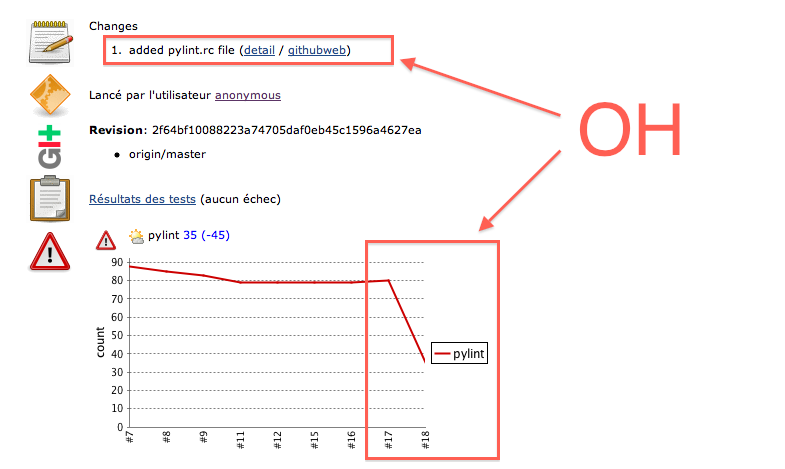 Changes
1. added pylint.rc file (detail / githubweb)
OH
Lancé par l'utilisateur anonymous
Git
Revision: 2f64bf10088223a74705daf0eb45c1596a4627ea
origin/master
Résultats des tests (aucun échec)
pylint 35 (-45)
90
80
70
60
50
40
30
20
10
0
count
pylint
#7 #8 #9 #11 #12 #15 #16 #17 #18